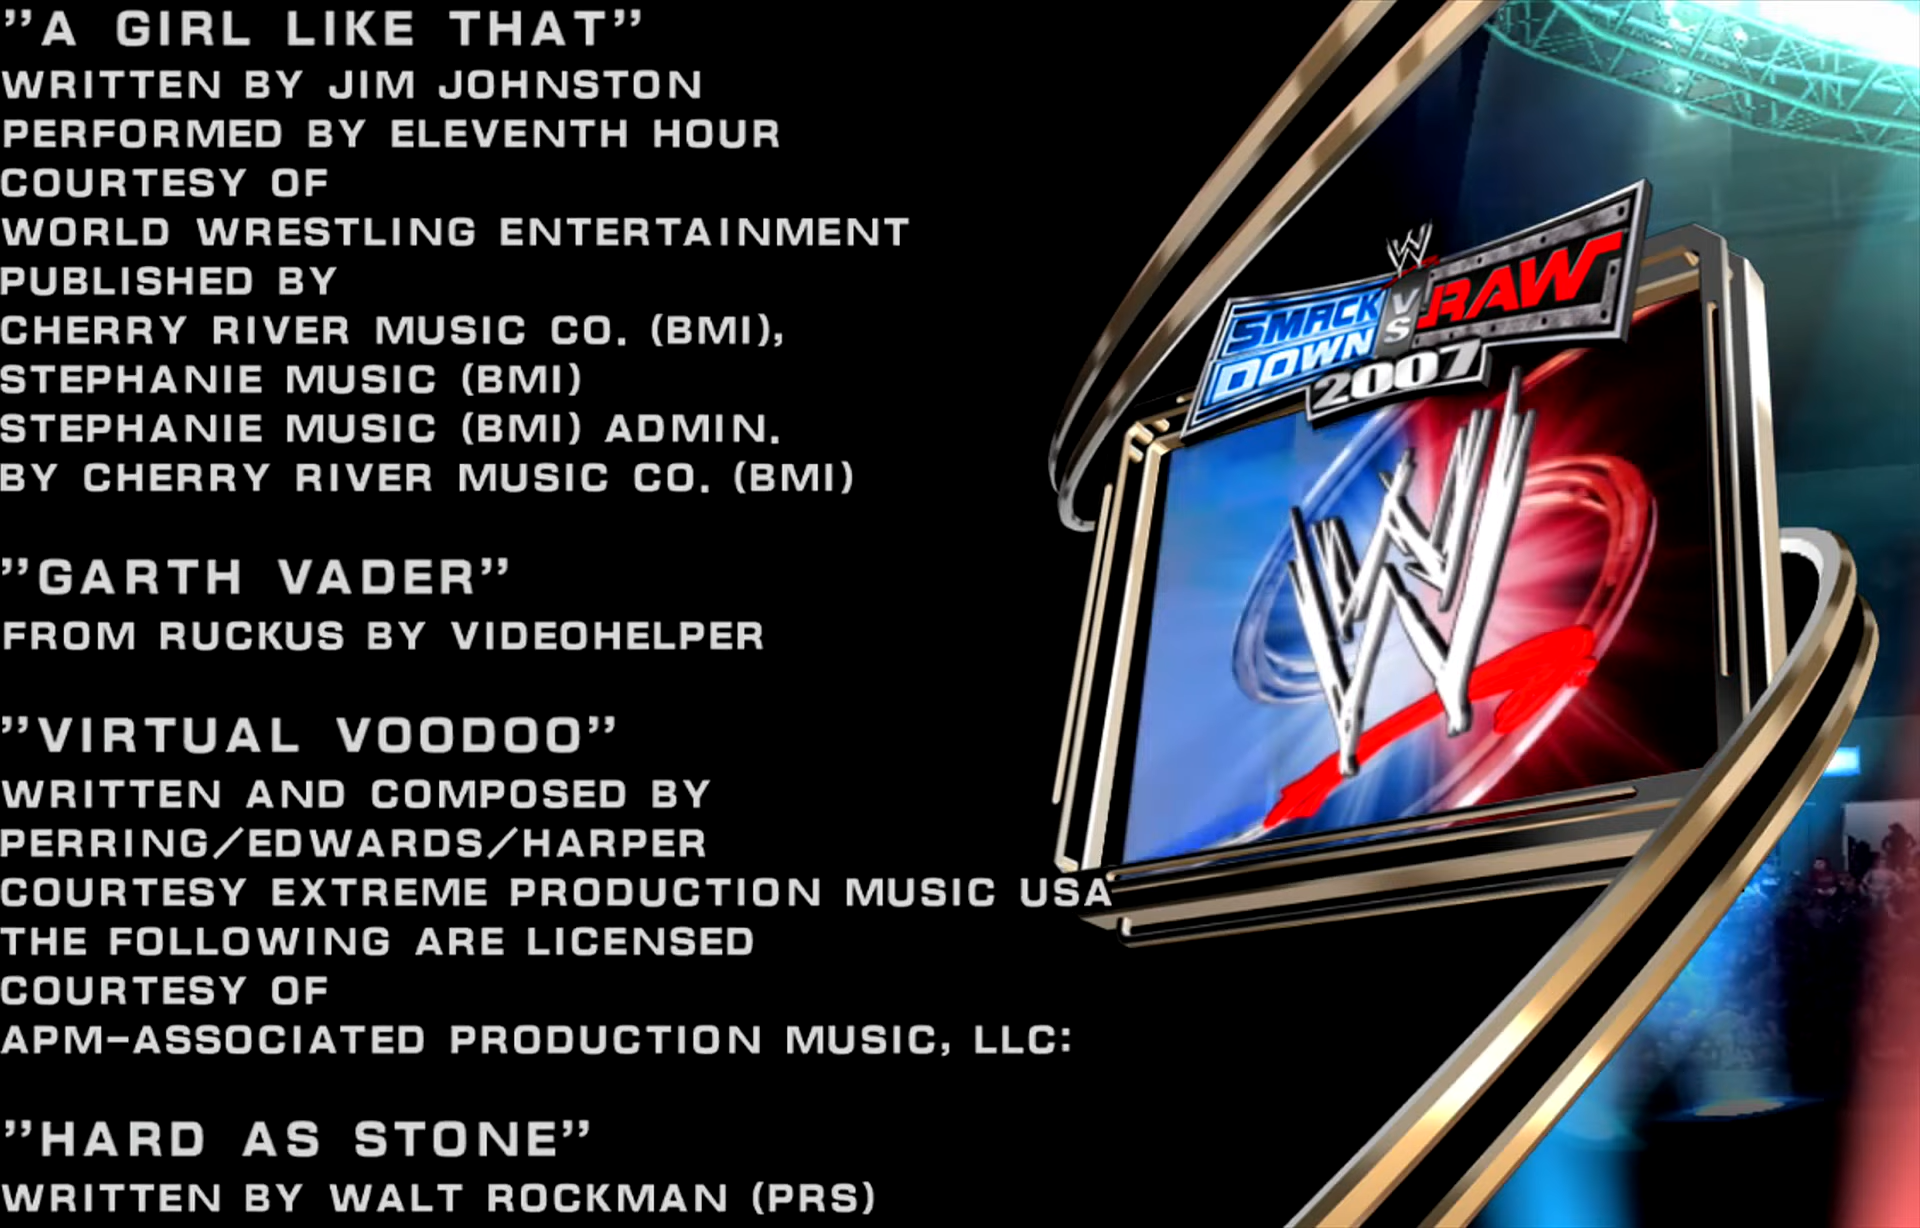 ”A GIRL LIKE THAT”
WRITTEN BY JIM JOHNSTON
PERFORMED BY ELEVENTH HOUR
COURTESY OF
WORLD WRESTLING ENTERTAINMENT
PUBLISHED BY
CHERRY RIVER MUSIC CO. (BMI),
STEPHANIE MUSIC (BMI)
STEPHANIE MUSIC (BMI) ADMIN.
BY CHERRY RIVER MUSIC CO. (BMI)
”GARTH VADER”
FROM RUCKUS BY VIDEOHELPER
”VIRTUAL VOODOO”
WRITTEN AND COMPOSED BY
PERRING/EDWARDS/HARPER
COURTESY EXTREME PRODUCTION MUSIC USA
THE FOLLOWING ARE LICENSED
COURTESY OF
APM-ASSOCIATED PRODUCTION MUSIC, LLC:
”HARD AS STONE”
WRITTEN BY WALT ROCKMAN (PRS)
W
SMACK
DOWN
VS
RAW
2007
W